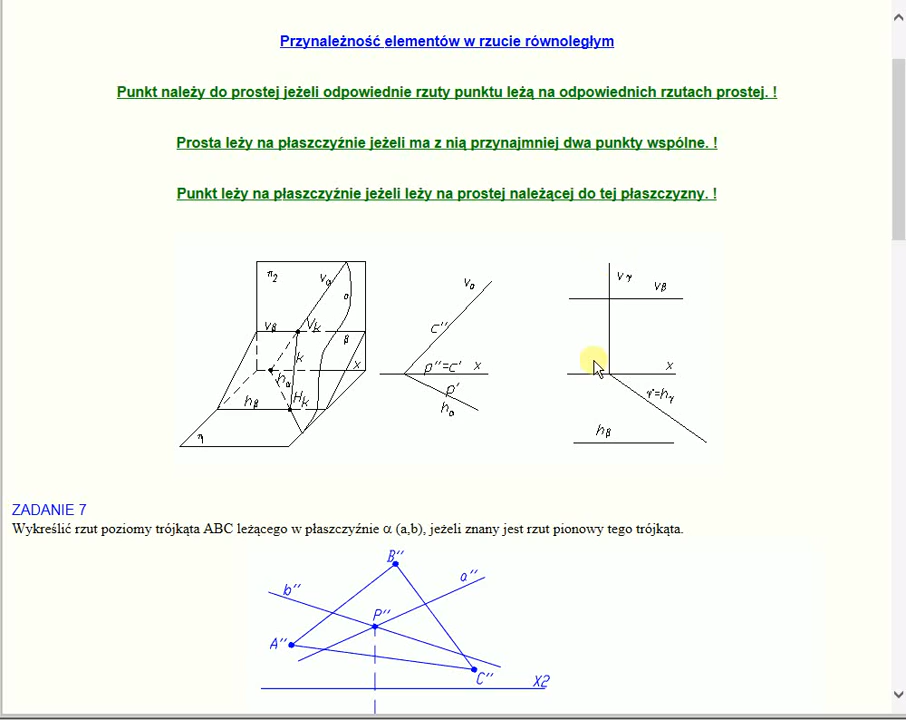 Przynależność elementów w rzucie równoległym
Punkt należy do prostej jeżeli odpowiednie rzuty punktu leżą na odpowiednich rzutach prostej. !
Prosta leży na płaszczyźnie jeżeli ma z nią przynajmniej dwa punkty wspólne. !
Punkt leży na płaszczyźnie jeżeli leży na prostej należącej do tej płaszczyzny. !
π2 vα
vβ Vk β
k x
hα
hβ Hk
vα
c''
p''=c' x
p'
hα
vγ vβ
x
hβ
ZADANIE 7
Wykreślić rzut poziomy trójkąta ABC leżącego w płaszczyźnie α (a,b), jeżeli znany jest rzut pionowy tego trójkąta.
B''
b'' a''
P''
A''
C'' X2